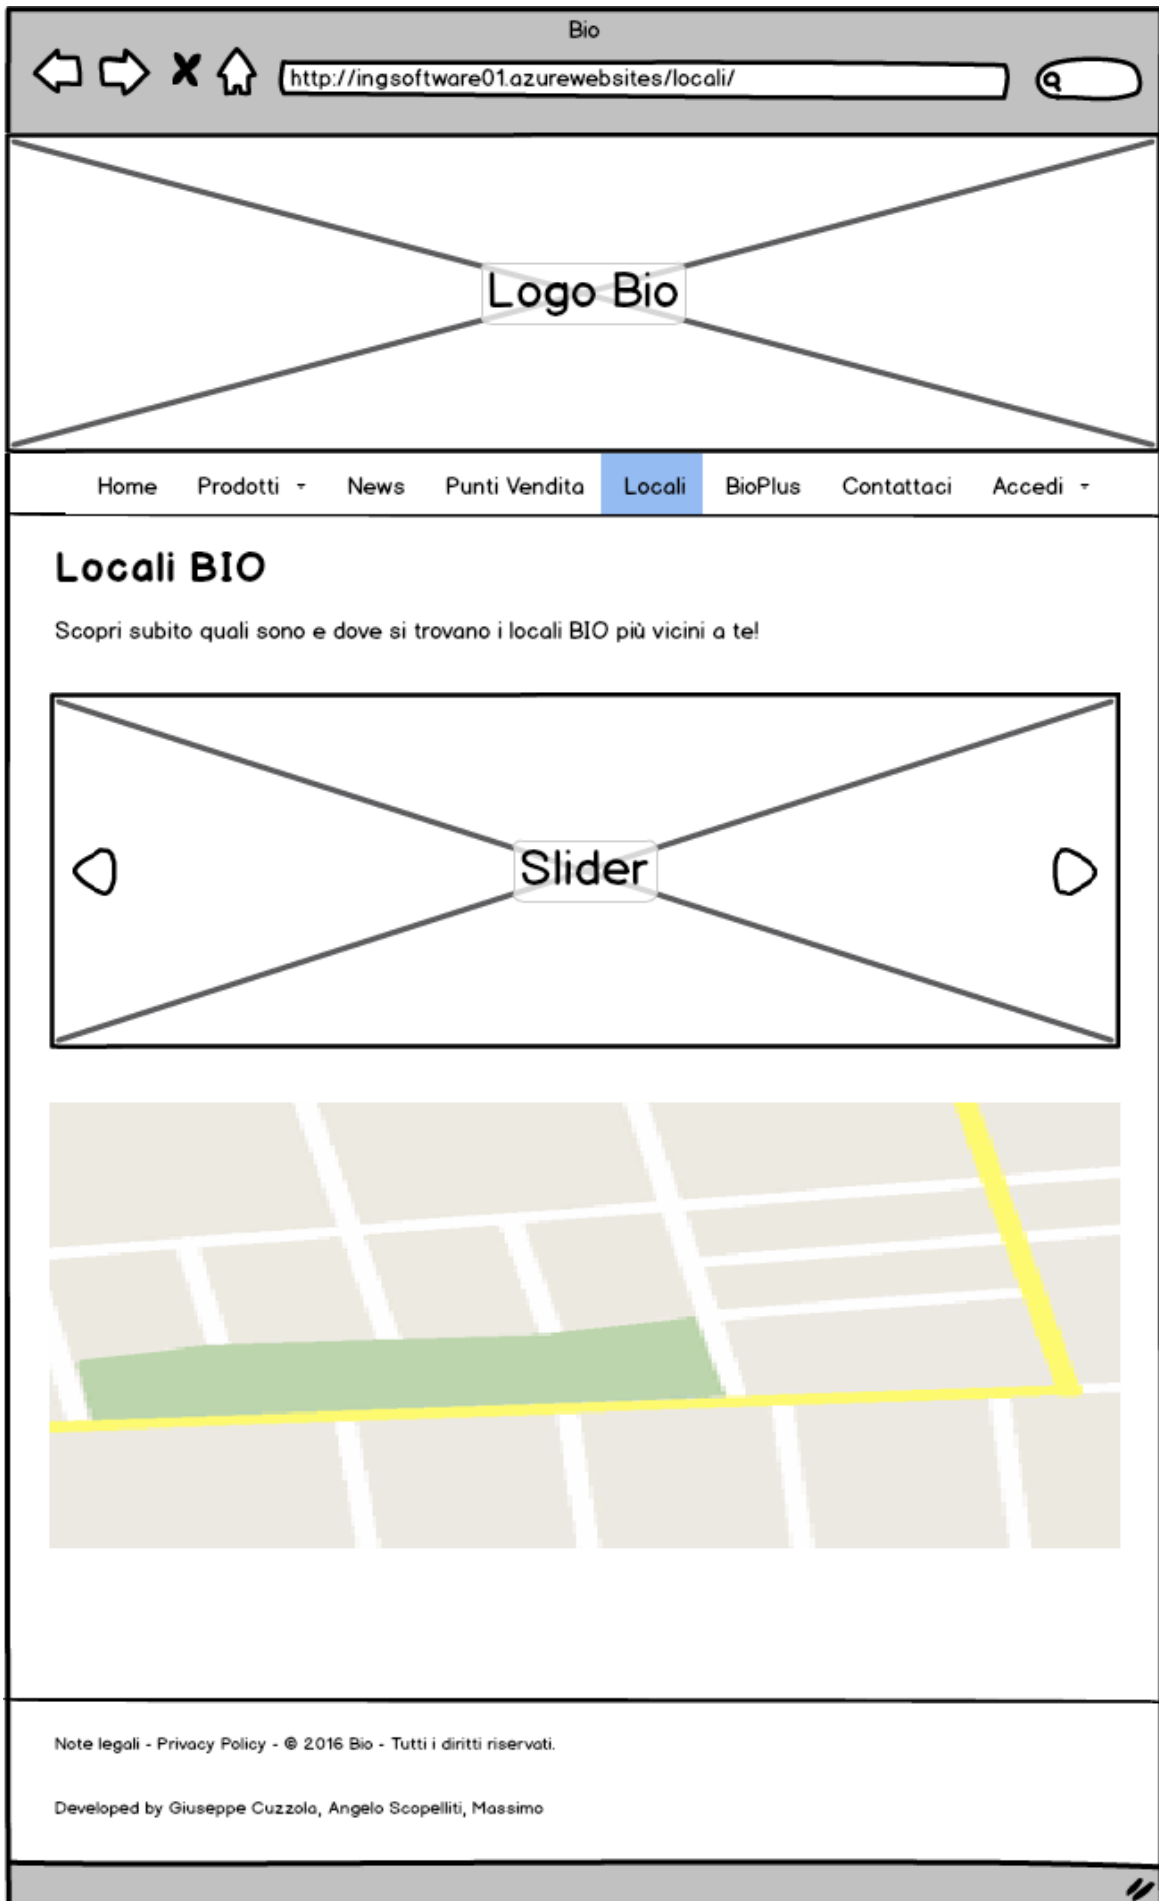 Bio
http://ingsoftware01.azurewebsites/locali/
Logo Bio
Home Prodotti News Punti Vendita Locali BioPlus Contattaci Accedi
Locali BIO
Scopri subito quali sono e dove si trovano i locali BIO più vicini a te!
Slider
Note legali - Privacy Policy - © 2016 Bio - Tutti i diritti riservati.
Developed by Giuseppe Cuzzola, Angelo Scopelliti, Massimo